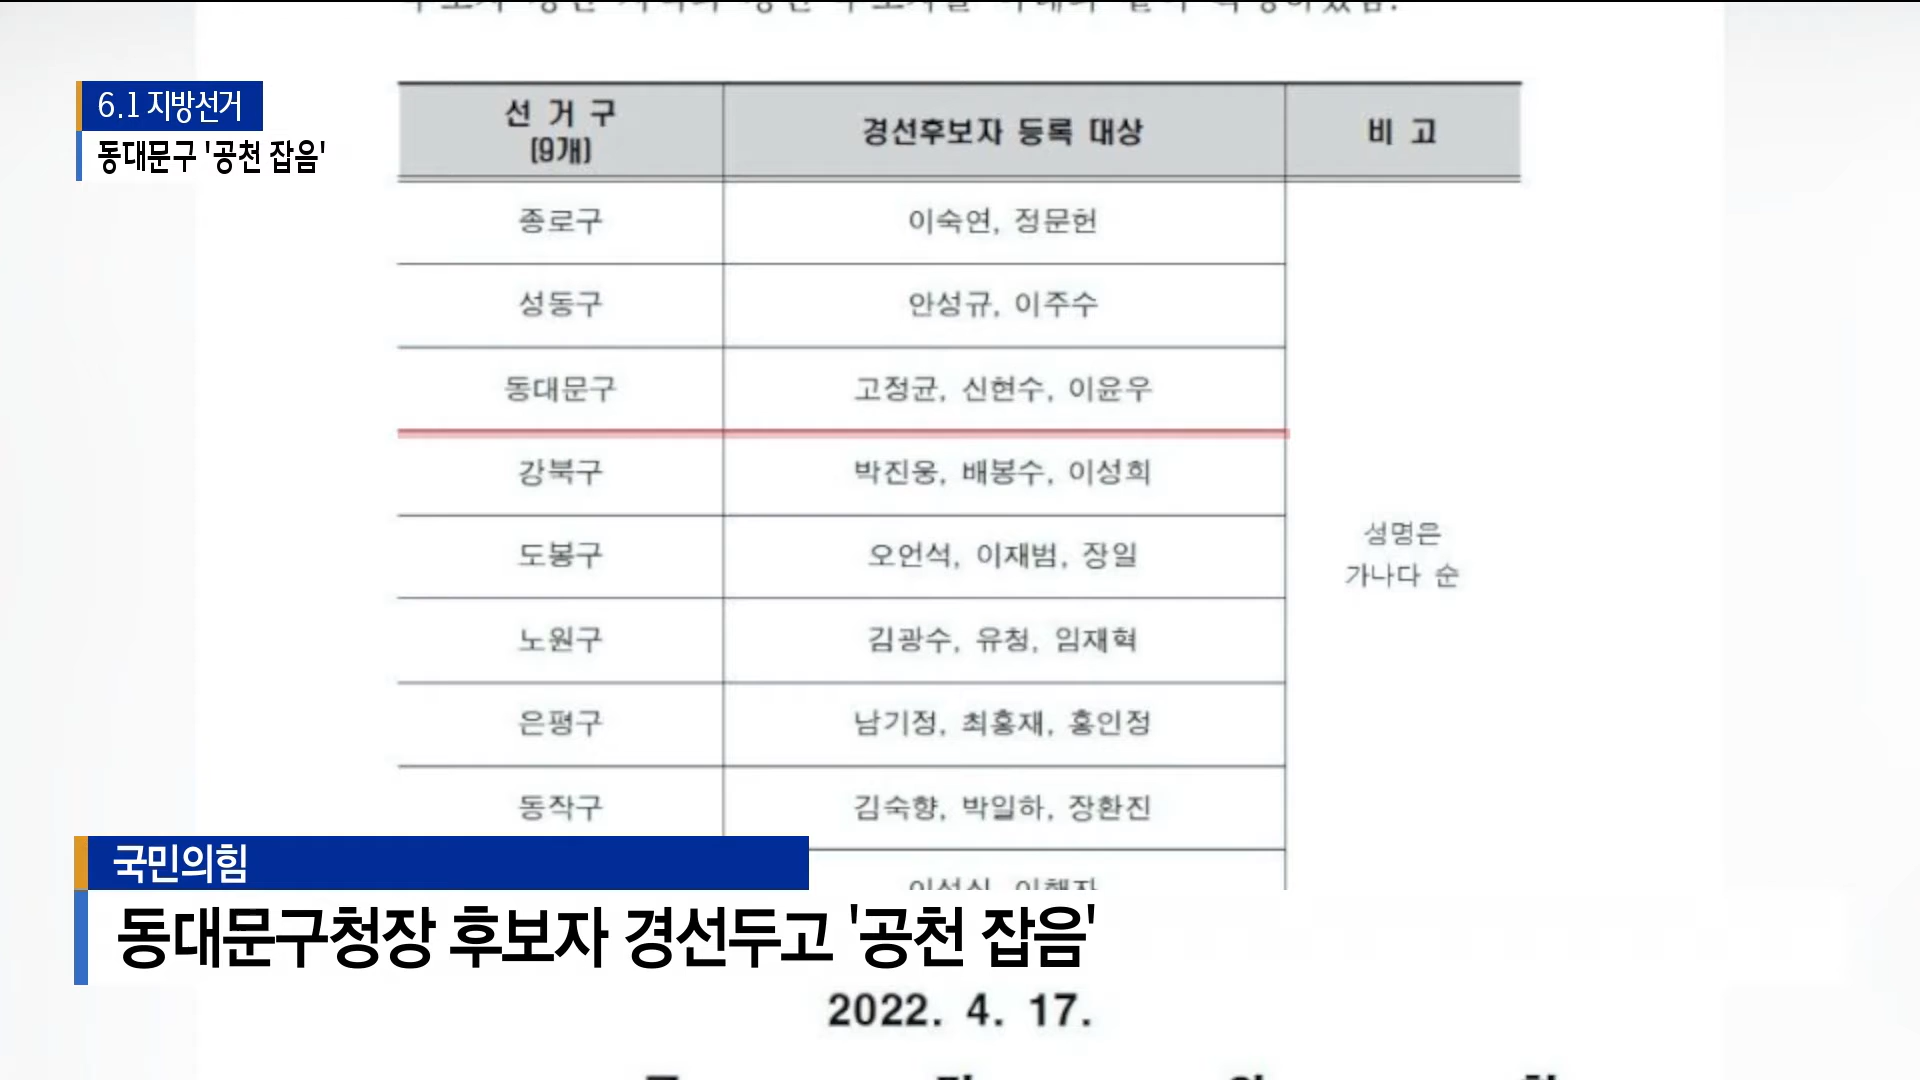 6.1 지방선거
동대문구 '공천 잡음'
선 거 구 경선후보자 등록 대상 비 고
(9개)
종로구 이숙연, 정문헌
성동구 안성규, 이주수
동대문구 고정균, 신현수, 이윤우
강북구 박진웅, 배봉수, 이성희
성명은
도봉구 오언석, 이재범, 장일
가나다 순
노원구 김광수, 유청, 임재혁
은평구 남기정, 최홍재, 홍인정
동작구 김숙향, 박일하, 장환진
국민의힘
동대문구청장 후보자 경선두고 '공천 잡음'
2022. 4. 17.